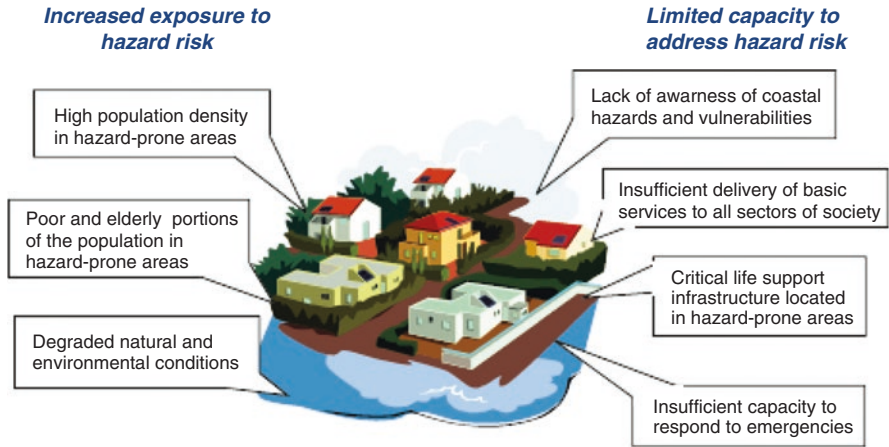 Increased exposure to
hazard risk
High population density
in hazard-prone areas
Poor and elderly portions
of the population in
hazard-prone areas
Degraded natural and
environmental conditions
Limited capacity to
address hazard risk
Lack of awarness of coastal
hazards and vulnerabilities
Insufficient delivery of basic
services to all sectors of society
Critical life support
infrastructure located
in hazard-prone areas
Insufficient capacity to
respond to emergencies